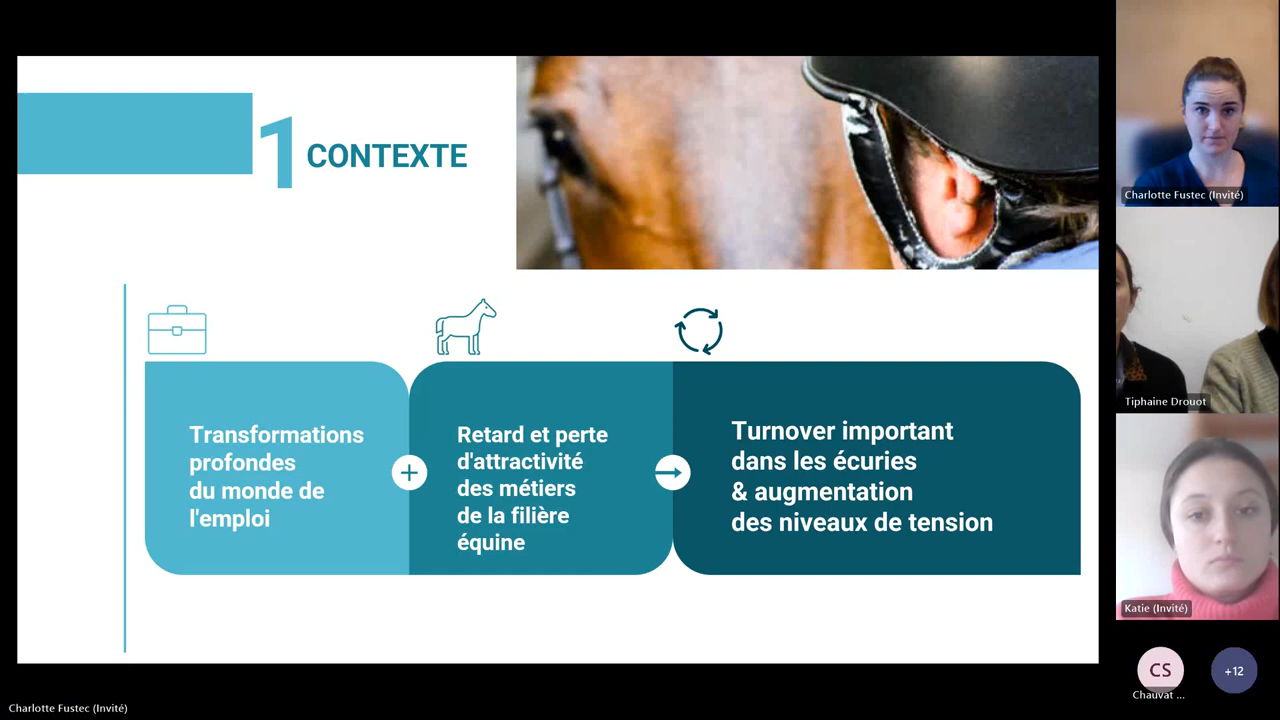 1 CONTEXTE
Transformations
profondes
du monde de
l'emploi
Retard et perte
d'attractivité
des métiers
de la filière
équine
Turnover important
dans les écuries
& augmentation
des niveaux de tension
Charlotte Fustec (Invité)
Tiphaine Drouot
Katie (Invité)
CS
Chauvat ...
+12
Charlotte Fustec (Invité)